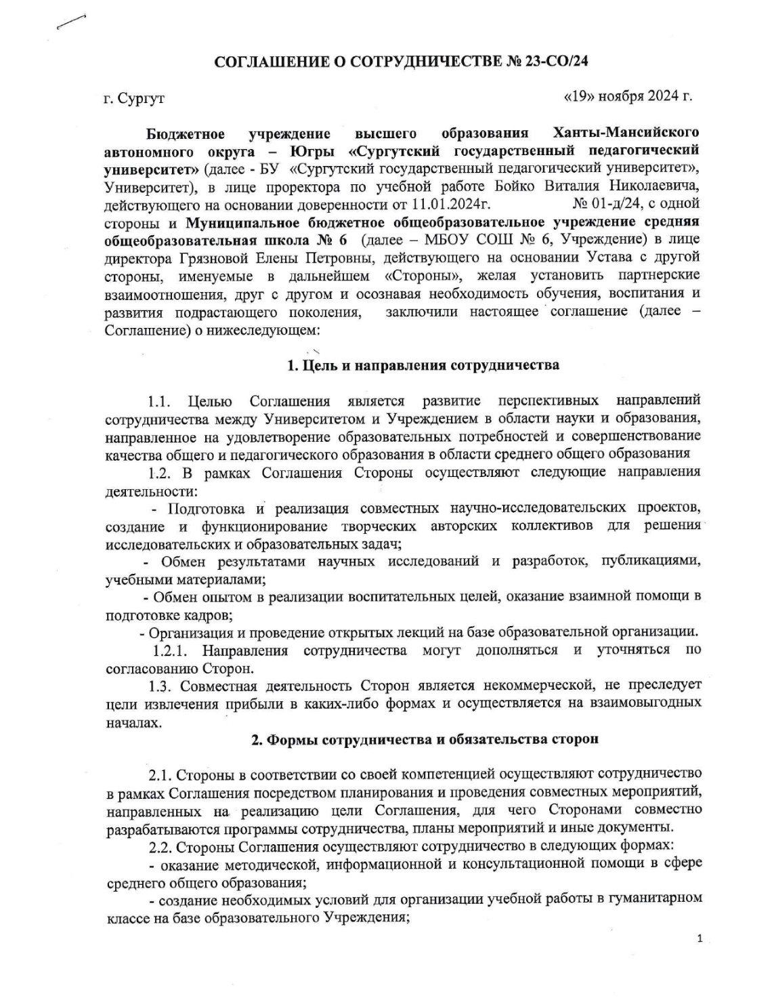 СОГЛАШЕНИЕ О СОТРУДНИЧЕСТВЕ № 23-СО/24
г. Сургут «19» ноября 2024 г.
Бюджетное учреждение высшего образования Ханты-Мансийского
автономного округа – Югры «Сургутский государственный педагогический
университет» (далее - БУ «Сургутский государственный педагогический университет»,
Университет), в лице проректора по учебной работе Бойко Виталия Николаевича,
действующего на основании доверенности от 11.01.2024г. № 01-д/24, с одной
стороны и Муниципальное бюджетное общеобразовательное учреждение средняя
общеобразовательная школа № 6 (далее – МБОУ СОШ № 6, Учреждение) в лице
директора Грязновой Елены Петровны, действующего на основании Устава с другой
стороны, именуемые в дальнейшем «Стороны», желая установить партнерские
взаимоотношения, друг с другом и осознавая необходимость обучения, воспитания и
развития подрастающего поколения, заключили настоящее соглашение (далее –
Соглашение) о нижеследующем:
1. Цель и направления сотрудничества
1.1. Целью Соглашения является развитие перспективных направлений
сотрудничества между Университетом и Учреждением в области науки и образования,
направленное на удовлетворение образовательных потребностей и совершенствование
качества общего и педагогического образования в области среднего общего образования
1.2. В рамках Соглашения Стороны осуществляют следующие направления
деятельности:
- Подготовка и реализация совместных научно-исследовательских проектов,
создание и функционирование творческих авторских коллективов для решения
исследовательских и образовательных задач;
- Обмен результатами научных исследований и разработок, публикациями,
учебными материалами;
- Обмен опытом в реализации воспитательных целей, оказание взаимной помощи в
подготовке кадров;
- Организация и проведение открытых лекций на базе образовательной организации.
1.2.1. Направления сотрудничества могут дополняться и уточняться по
согласованию Сторон.
1.3. Совместная деятельность Сторон является некоммерческой, не преследует
цели извлечения прибыли в каких-либо формах и осуществляется на взаимовыгодных
началах.
2. Формы сотрудничества и обязательства сторон
2.1. Стороны в соответствии со своей компетенцией осуществляют сотрудничество
в рамках Соглашения посредством планирования и проведения совместных мероприятий,
направленных на реализацию цели Соглашения, для чего Сторонами совместно
разрабатываются программы сотрудничества, планы мероприятий и иные документы.
2.2. Стороны Соглашения осуществляют сотрудничество в следующих формах:
- оказание методической, информационной и консультационной помощи в сфере
среднего общего образования;
- создание необходимых условий для организации учебной работы в гуманитарном
классе на базе образовательного Учреждения;
1